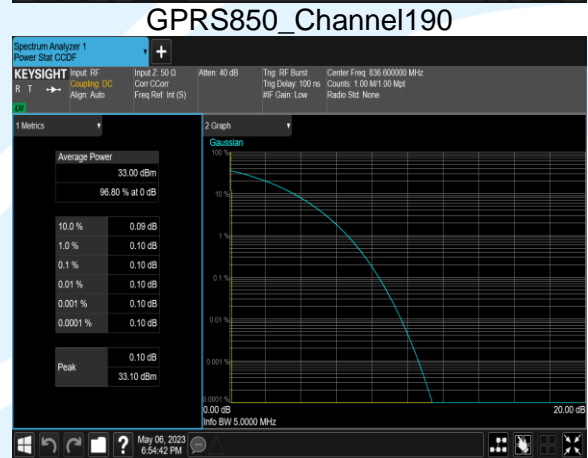 GPRS850_Channel190
Spectrum Analyzer 1
Power Stat CCDF
KEYSIGHT
R T
LXI
Input: RF
Coupling: DC
Align: Auto
Input Z: 50 Ω
Corr CCorr
Freq Ref: Int (S)
Atten: 40 dB
Trig: RF Burst
Trig Delay: 100 ns
#IF Gain: Low
Center Freq: 836.600000 MHz
Counts: 1.00 M/1.00 Mpt
Radio Std: None
1 Metrics
Average Power
33.00 dBm
96.80 % at 0 dB
10.0 % 0.09 dB
1.0 % 0.10 dB
0.1 % 0.10 dB
0.01 % 0.10 dB
0.001 % 0.10 dB
0.0001 % 0.10 dB
Peak
0.10 dB
33.10 dBm
2 Graph
Gaussian
100 %
10 %
1 %
0.1 %
0.01 %
0.001 %
0.0001 %
0.00 dB 20.00 dB
Info BW 5.0000 MHz
?
May 06, 2023
6:54:42 PM